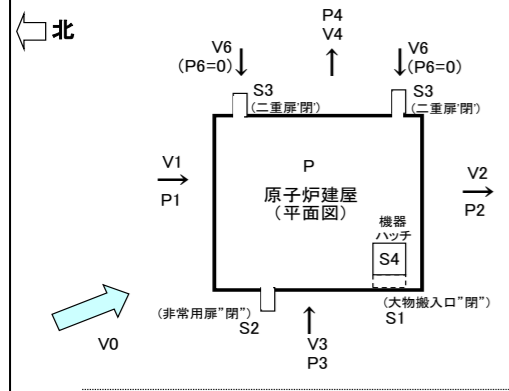 北
P4
V4
V6
(P6=0)
V6
(P6=0)
S3
(二重扉'閉')
S3
(二重扉'閉')
V1
P1
P
原子炉建屋
(平面図)
V2
P2
機器
ハッチ
S4
(非常用扉"閉")
S2
(大物搬入口"閉")
S1
V0
V3
P3